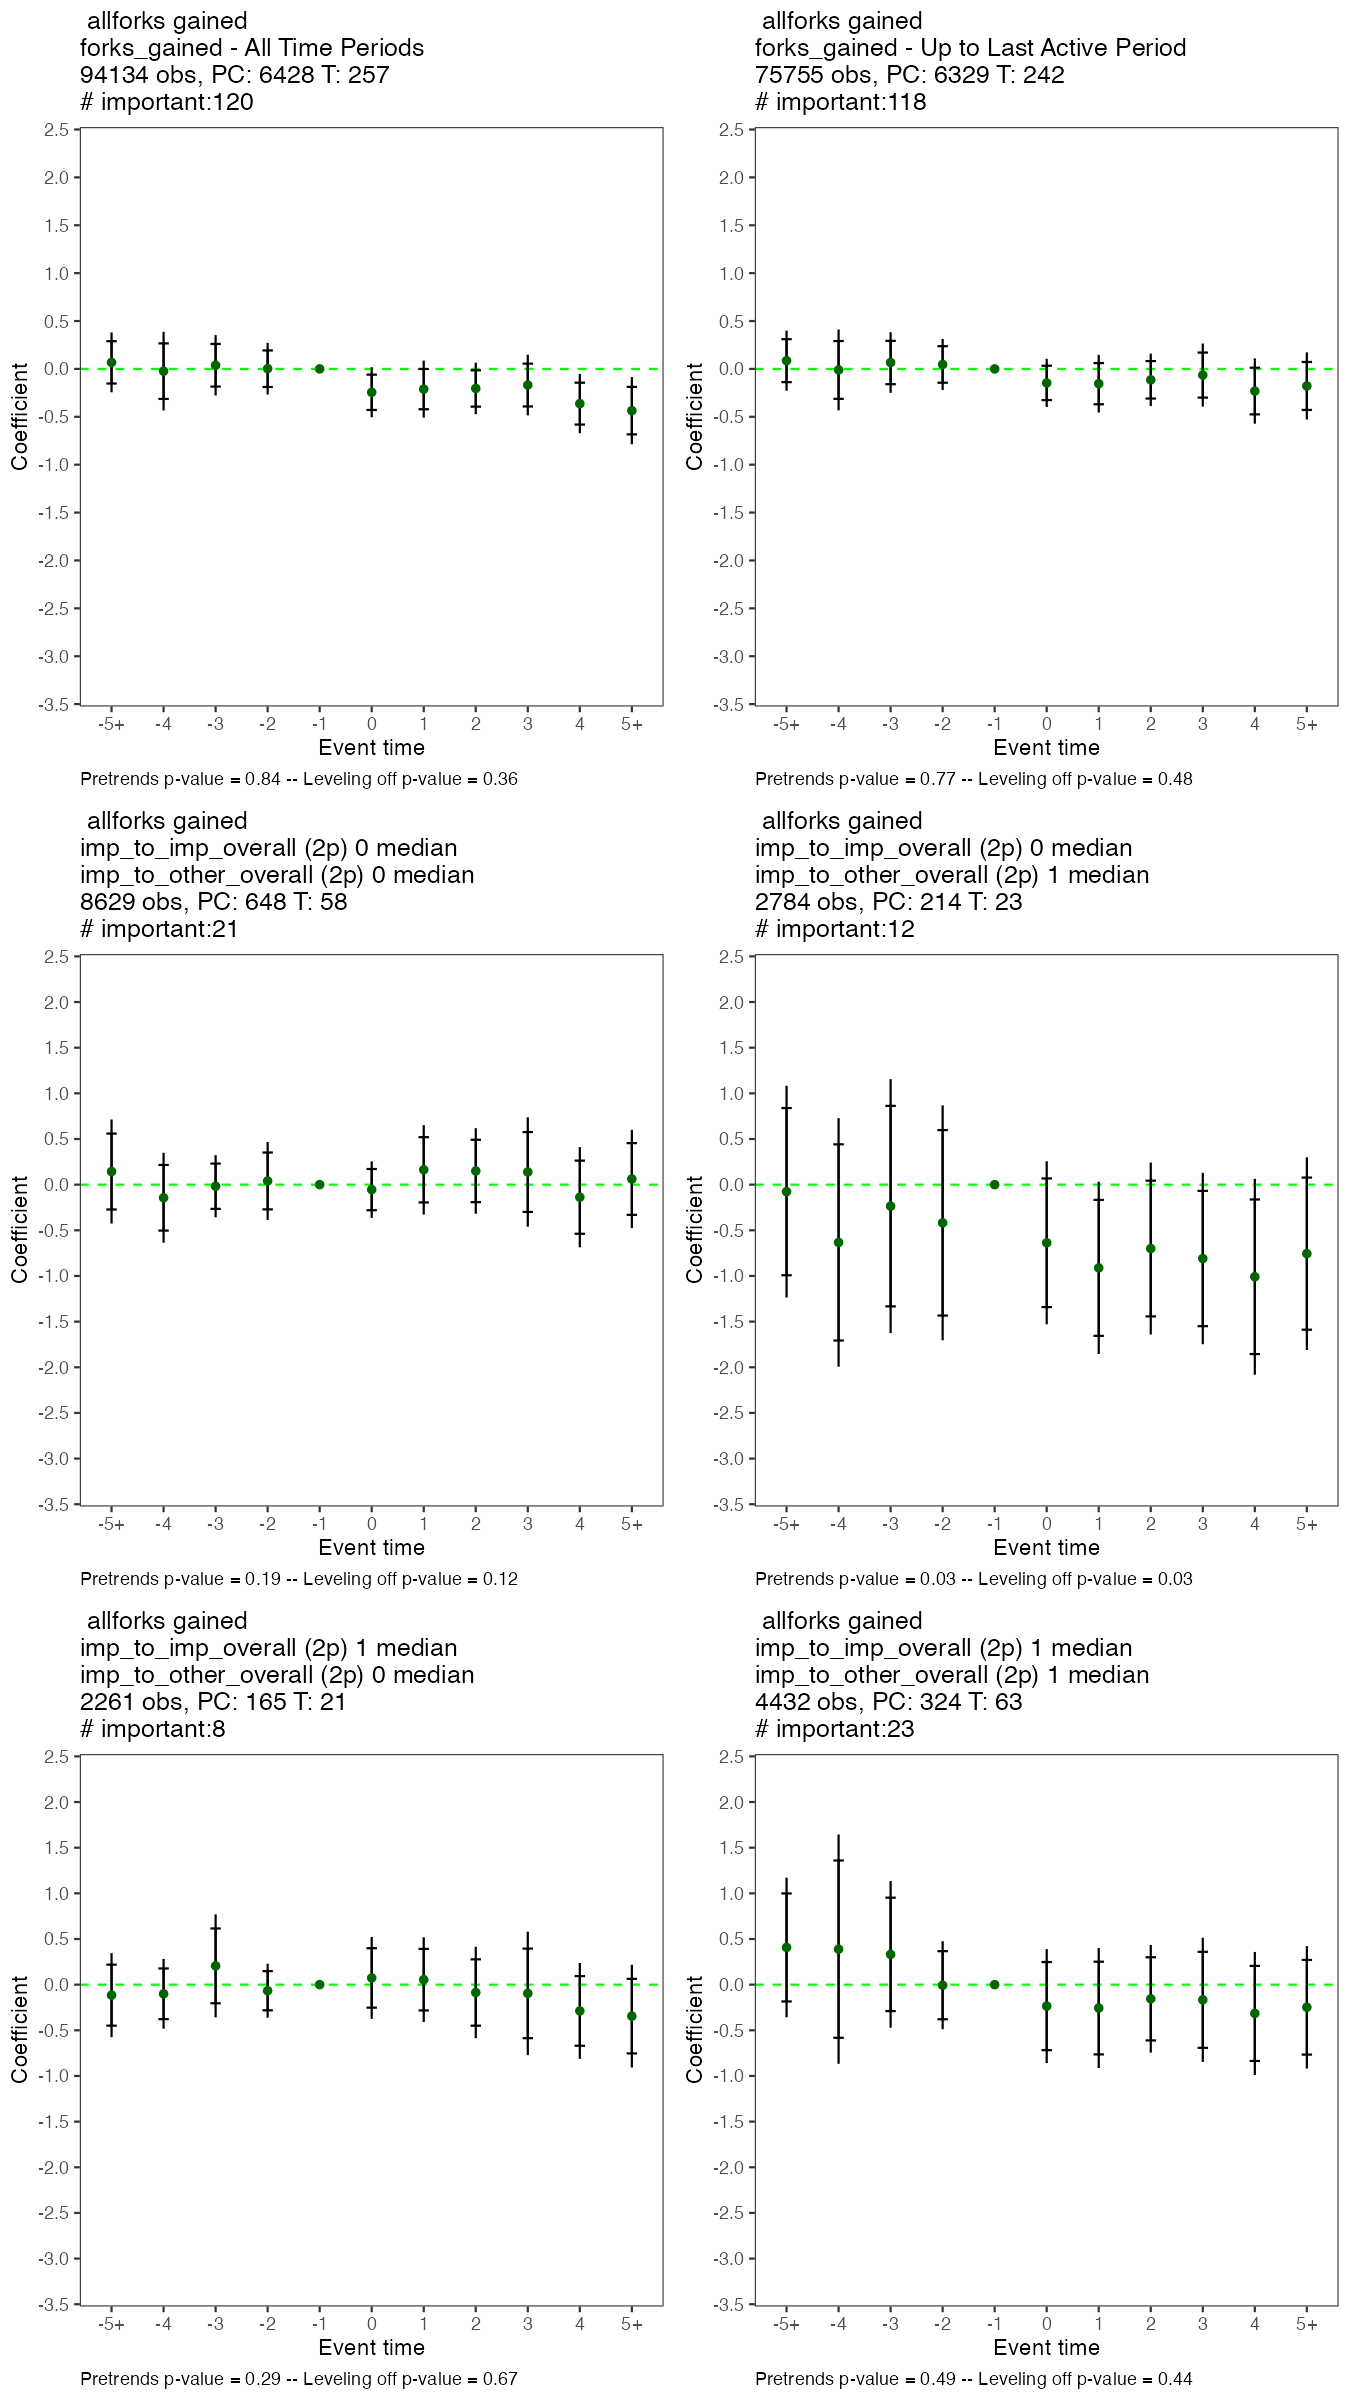 allforks gained
forks_gained - All Time Periods
94134 obs, PC: 6428 T: 257
# important:120
2.5
2.0
1.5
1.0
0.5
0.0
-0.5
-1.0
-1.5
-2.0
-2.5
-3.0
-3.5
Coefficient
-5+ -4 -3 -2 -1 0 1 2 3 4 5+
Event time
Pretrends p-value = 0.84 -- Leveling off p-value = 0.36
allforks gained
forks_gained - Up to Last Active Period
75755 obs, PC: 6329 T: 242
# important:118
2.5
2.0
1.5
1.0
0.5
0.0
-0.5
-1.0
-1.5
-2.0
-2.5
-3.0
-3.5
Coefficient
-5+ -4 -3 -2 -1 0 1 2 3 4 5+
Event time
Pretrends p-value = 0.77 -- Leveling off p-value = 0.48
allforks gained
imp_to_imp_overall (2p) 0 median
imp_to_other_overall (2p) 0 median
8629 obs, PC: 648 T: 58
# important:21
2.5
2.0
1.5
1.0
0.5
0.0
-0.5
-1.0
-1.5
-2.0
-2.5
-3.0
-3.5
Coefficient
-5+ -4 -3 -2 -1 0 1 2 3 4 5+
Event time
Pretrends p-value = 0.19 -- Leveling off p-value = 0.12
allforks gained
imp_to_imp_overall (2p) 0 median
imp_to_other_overall (2p) 1 median
2784 obs, PC: 214 T: 23
# important:12
2.5
2.0
1.5
1.0
0.5
0.0
-0.5
-1.0
-1.5
-2.0
-2.5
-3.0
-3.5
Coefficient
-5+ -4 -3 -2 -1 0 1 2 3 4 5+
Event time
Pretrends p-value = 0.03 -- Leveling off p-value = 0.03
allforks gained
imp_to_imp_overall (2p) 1 median
imp_to_other_overall (2p) 0 median
2261 obs, PC: 165 T: 21
# important:8
2.5
2.0
1.5
1.0
0.5
0.0
-0.5
-1.0
-1.5
-2.0
-2.5
-3.0
-3.5
Coefficient
-5+ -4 -3 -2 -1 0 1 2 3 4 5+
Event time
Pretrends p-value = 0.29 -- Leveling off p-value = 0.67
allforks gained
imp_to_imp_overall (2p) 1 median
imp_to_other_overall (2p) 1 median
4432 obs, PC: 324 T: 63
# important:23
2.5
2.0
1.5
1.0
0.5
0.0
-0.5
-1.0
-1.5
-2.0
-2.5
-3.0
-3.5
Coefficient
-5+ -4 -3 -2 -1 0 1 2 3 4 5+
Event time
Pretrends p-value = 0.49 -- Leveling off p-value = 0.44